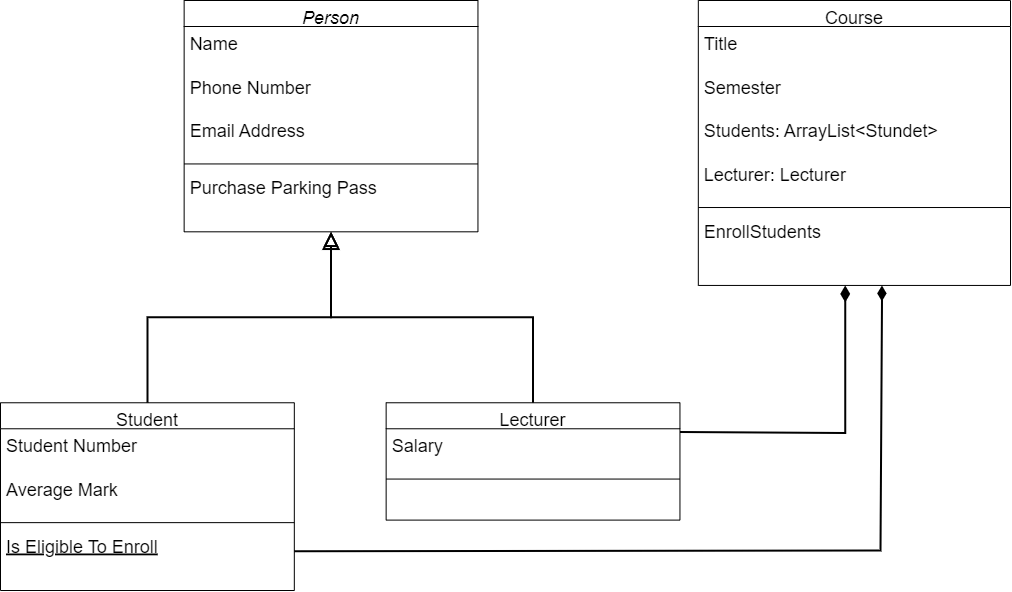 Person
Name
Phone Number
Email Address
Purchase Parking Pass
Course
Title
Semester
Students: ArrayList<Stundet>
Lecturer: Lecturer
EnrollStudents
Student
Student Number
Average Mark
Is Eligible To Enroll
Lecturer
Salary